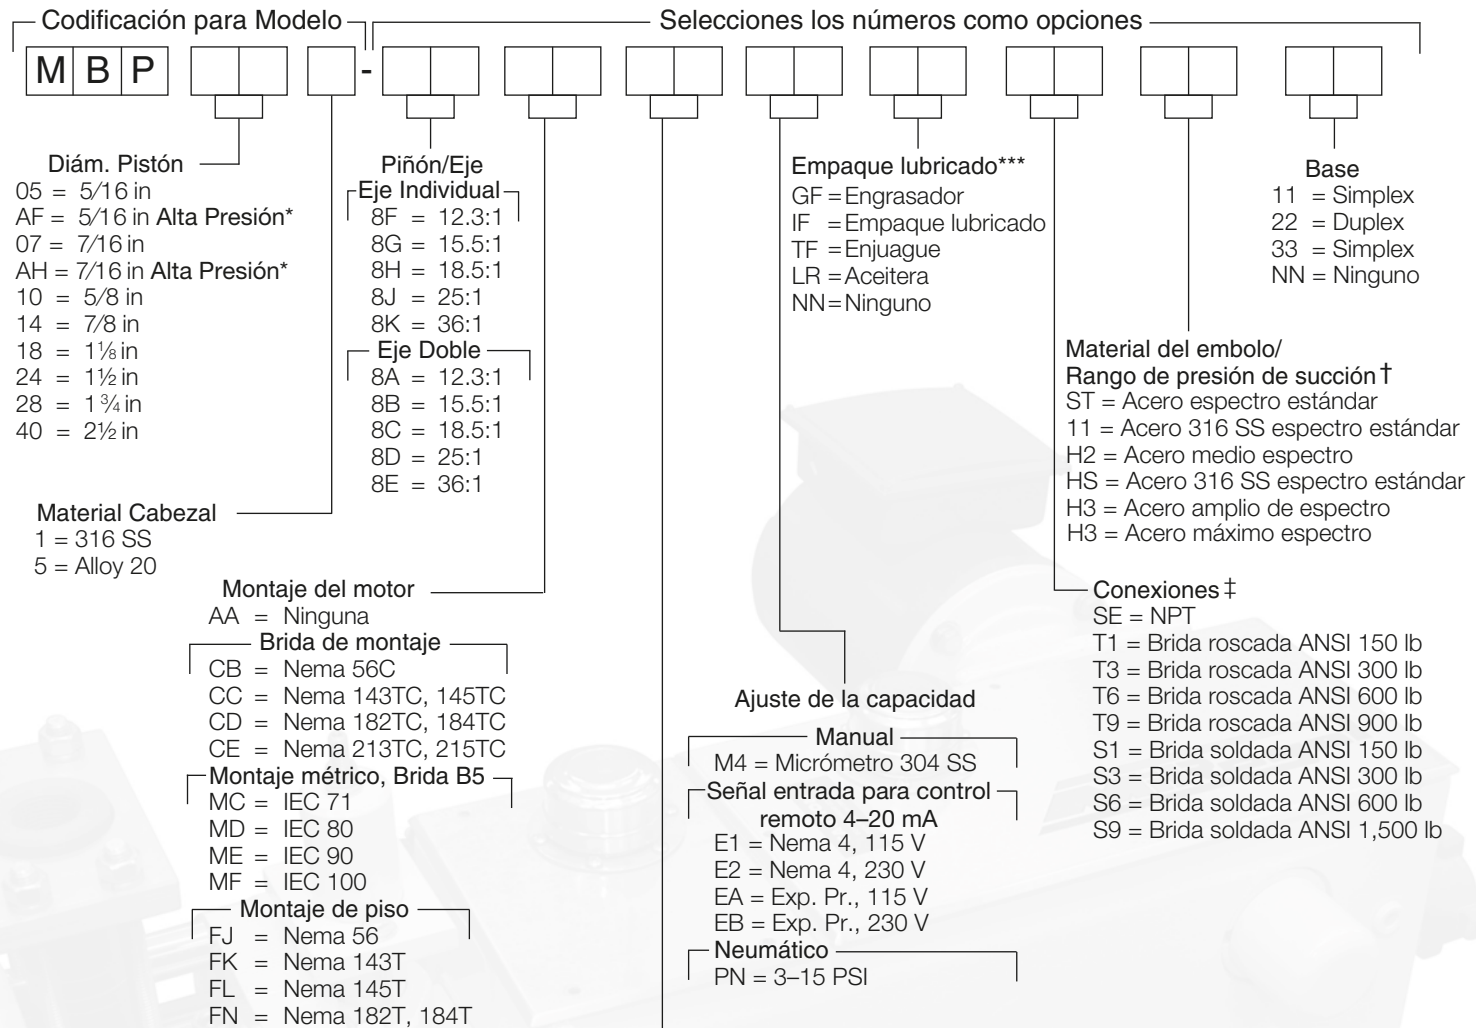 Codificación para Modelo
Selecciones los números como opciones
M B P
-
Diám. Pistón
05 = 5/16 in
AF = 5/16 in Alta Presión*
07 = 7/16 in
AH = 7/16 in Alta Presión*
10 = 5/8 in
14 = 7/8 in
18 = 1⅛ in
24 = 1½ in
28 = 1¾ in
40 = 2½ in
Material Cabezal
1 = 316 SS
5 = Alloy 20
Piñón/Eje
Eje Individual
8F = 12.3:1
8G = 15.5:1
8H = 18.5:1
8J = 25:1
8K = 36:1
Eje Doble
8A = 12.3:1
8B = 15.5:1
8C = 18.5:1
8D = 25:1
8E = 36:1
Montaje del motor
AA = Ninguna
Brida de montaje
CB = Nema 56C
CC = Nema 143TC, 145TC
CD = Nema 182TC, 184TC
CE = Nema 213TC, 215TC
Montaje métrico, Brida B5
MC = IEC 71
MD = IEC 80
ME = IEC 90
MF = IEC 100
Montaje de piso
FJ = Nema 56
FK = Nema 143T
FL = Nema 145T
FN = Nema 182T, 184T
Ajuste de la capacidad
Manual
M4 = Micrómetro 304 SS
Señal entrada para control
remoto 4–20 mA
E1 = Nema 4, 115 V
E2 = Nema 4, 230 V
EA = Exp. Pr., 115 V
EB = Exp. Pr., 230 V
Neumático
PN = 3–15 PSI
Empaque lubricado***
GF = Engrasador
IF = Empaque lubricado
TF = Enjuague
LR = Aceitera
NN = Ninguno
Conexiones ‡
SE = NPT
T1 = Brida roscada ANSI 150 lb
T3 = Brida roscada ANSI 300 lb
T6 = Brida roscada ANSI 600 lb
T9 = Brida roscada ANSI 900 lb
S1 = Brida soldada ANSI 150 lb
S3 = Brida soldada ANSI 300 lb
S6 = Brida soldada ANSI 600 lb
S9 = Brida soldada ANSI 1,500 lb
Material del embolo/
Rango de presión de succión †
ST = Acero espectro estándar
11 = Acero 316 SS espectro estándar
H2 = Acero medio espectro
HS = Acero 316 SS espectro estándar
H3 = Acero amplio de espectro
H3 = Acero máximo espectro
Base
11 = Simplex
22 = Duplex
33 = Simplex
NN = Ninguno